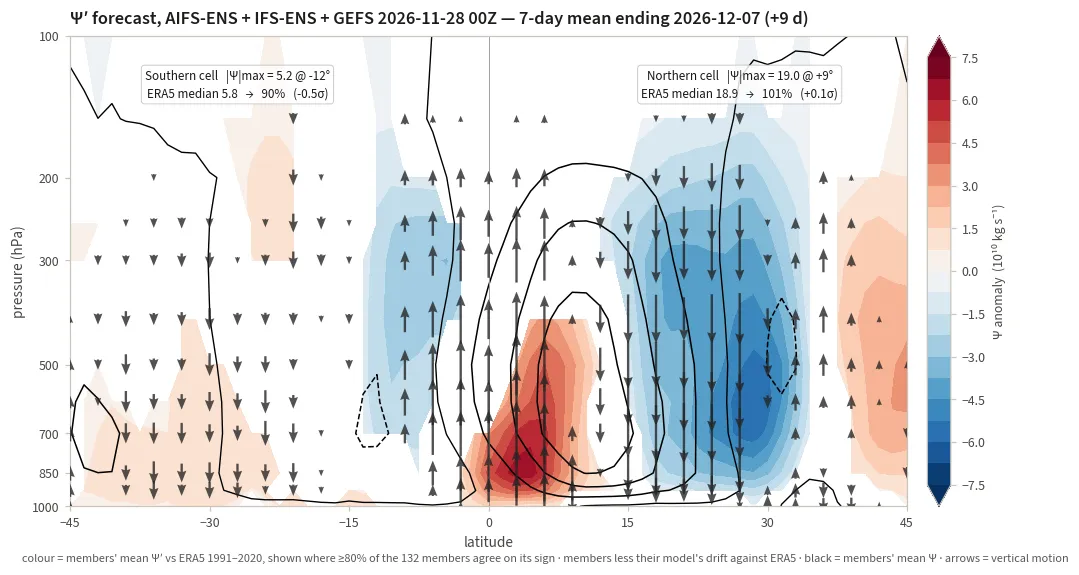 Ψ′ forecast, AIFS-ENS + IFS-ENS + GEFS 2026-11-28 00Z — 7-day mean ending 2026-12-07 (+9 d)
Southern cell |Ψ|max = 5.2 @ -12°
ERA5 median 5.8 → 90% (-0.5σ)
Northern cell |Ψ|max = 19.0 @ +9°
ERA5 median 18.9 → 101% (+0.1σ)
pressure (hPa)
100
200
300
400
500
700
850
1000
−45
−30
−15
0
15
30
45
latitude
7.5
6.0
4.5
3.0
1.5
0.0
−1.5
−3.0
−4.5
−6.0
−7.5
Ψ anomaly (10¹⁰ kg s⁻¹)
colour = members' mean Ψ′ vs ERA5 1991–2020, shown where ≥80% of the 132 members agree on its sign · members less their model's drift against ERA5 · black = members' mean Ψ · arrows = vertical motion